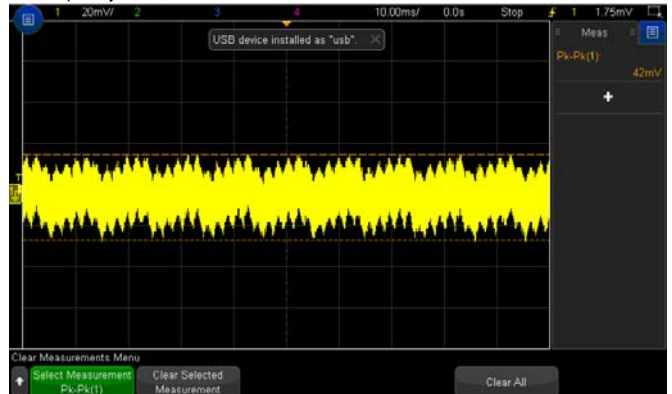 1 20mV/ 2 3 4 10.00ms/ 0.0s Stop 1 1.75mV
USB device installed as "usb".
Meas
Pk-Pk(1):
42mV
T
Clear Measurements Menu
Select Measurement
Pk-Pk(1)
Clear Selected
Measurement
Clear All